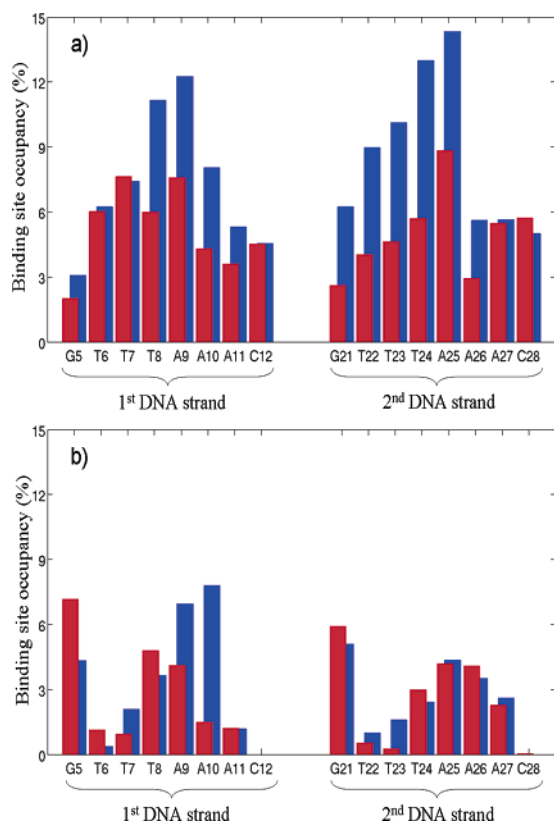 a)
Binding site occupancy (%)
15
12
9
6
3
0
G5 T6 T7 T8 A9 A10 A11 C12 G21 T22 T23 T24 A25 A26 A27 C28
1st DNA strand 2nd DNA strand
b)
Binding site occupancy (%)
15
12
9
6
3
0
G5 T6 T7 T8 A9 A10 A11 C12 G21 T22 T23 T24 A25 A26 A27 C28
1st DNA strand 2nd DNA strand